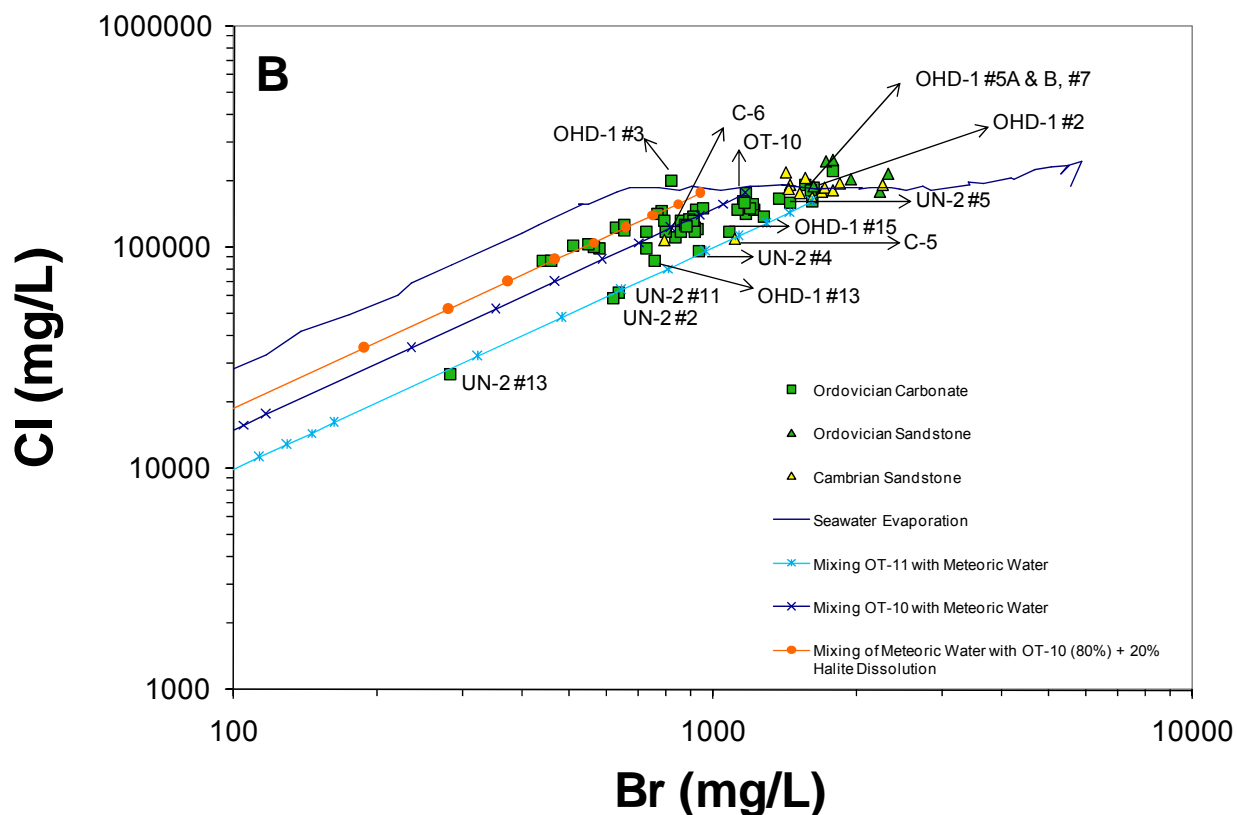 1000000
B
OHD-1 #5A & B, #7
C-6
OHD-1 #3
OT-10
OHD-1 #2
UN-2 #5
100000
OHD-1 #15
C-5
UN-2 #4
UN-2 #11
OHD-1 #13
UN-2 #2
UN-2 #13
Cl (mg/L)
10000
1000
Ordovician Carbonate
Ordovician Sandstone
Cambrian Sandstone
Seawater Evaporation
Mixing OT-11 with Meteoric Water
Mixing OT-10 with Meteoric Water
Mixing of Meteoric Water with OT-10 (80%) + 20%
Halite Dissolution
100
1000
10000
Br (mg/L)